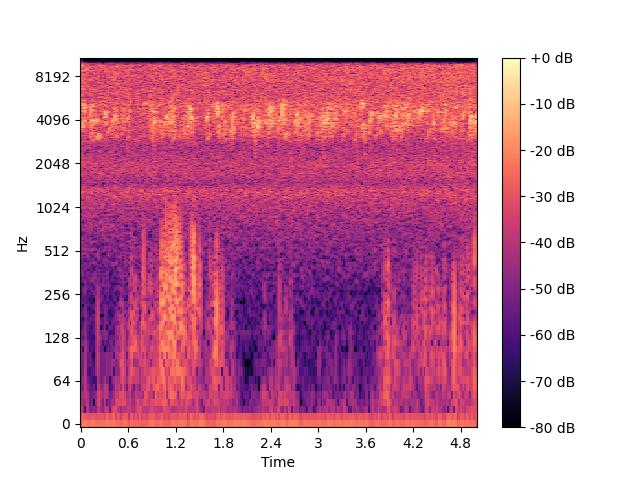 Hz
8192
4096
2048
1024
512
256
128
64
0
0 0.6 1.2 1.8 2.4 3 3.6 4.2 4.8
Time
+0 dB
-10 dB
-20 dB
-30 dB
-40 dB
-50 dB
-60 dB
-70 dB
-80 dB